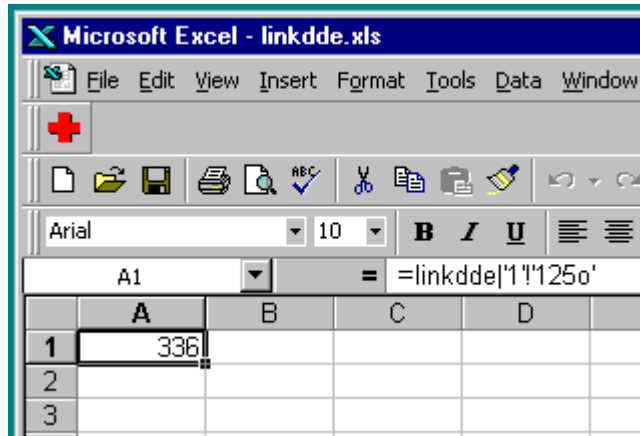 Microsoft Excel - linkdde.xls
File Edit View Insert Format Tools Data Window
ABC
Arial 10 B I U
A1 = =linkdde|'1'!'125o'
A B C D
1 336
2
3